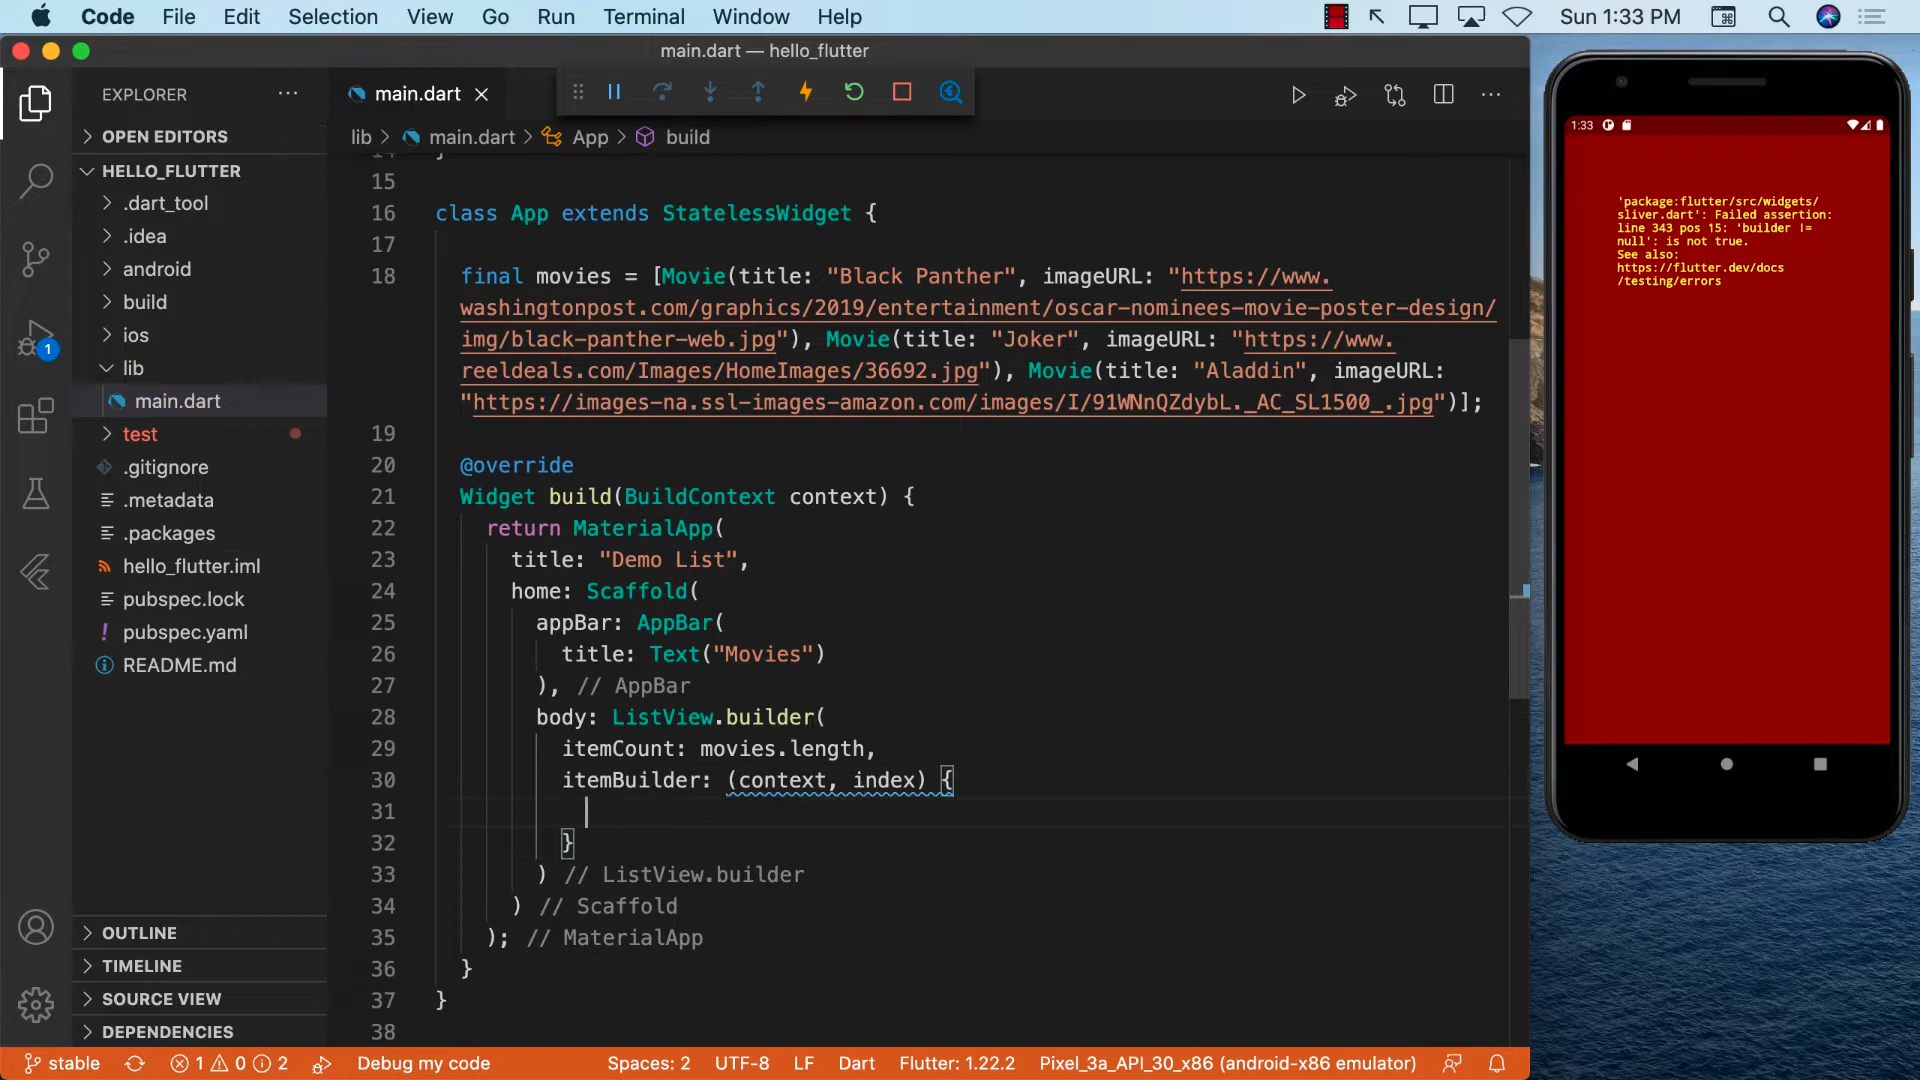 Code File Edit Selection View Go Run Terminal Window Help Sun 1:33 PM
main.dart — hello_flutter
EXPLORER
main.dart
OPEN EDITORS
lib > main.dart > App > build
HELLO_FLUTTER
.dart_tool
.idea
android
build
ios
lib
main.dart
test
.gitignore
.metadata
.packages
hello_flutter.iml
pubspec.lock
pubspec.yaml
README.md
OUTLINE
TIMELINE
SOURCE VIEW
DEPENDENCIES
1
15
16 class App extends StatelessWidget {
17
18 final movies = [Movie(title: "Black Panther", imageURL: "https://www.
washingtonpost.com/graphics/2019/entertainment/oscar-nominees-movie-poster-design/
img/black-panther-web.jpg"), Movie(title: "Joker", imageURL: "https://www.
reeldeals.com/Images/HomeImages/36692.jpg"), Movie(title: "Aladdin", imageURL:
"https://images-na.ssl-images-amazon.com/images/I/91WNnQZdybL._AC_SL1500_.jpg")];
19
20 @override
21 Widget build(BuildContext context) {
22 return MaterialApp(
23 title: "Demo List",
24 home: Scaffold(
25 appBar: AppBar(
26 title: Text("Movies")
27 ), // AppBar
28 body: ListView.builder(
29 itemCount: movies.length,
30 itemBuilder: (context, index) {
31
32 }
33 ) // ListView.builder
34 ) // Scaffold
35 ); // MaterialApp
36 }
37 }
38
1:33
'package:flutter/src/widgets/
sliver.dart': Failed assertion:
line 343 pos 15: 'builder !=
null': is not true.
See also:
https://flutter.dev/docs
/testing/errors
stable 1 0 2 Debug my code Spaces: 2 UTF-8 LF Dart Flutter: 1.22.2 Pixel_3a_API_30_x86 (android-x86 emulator)